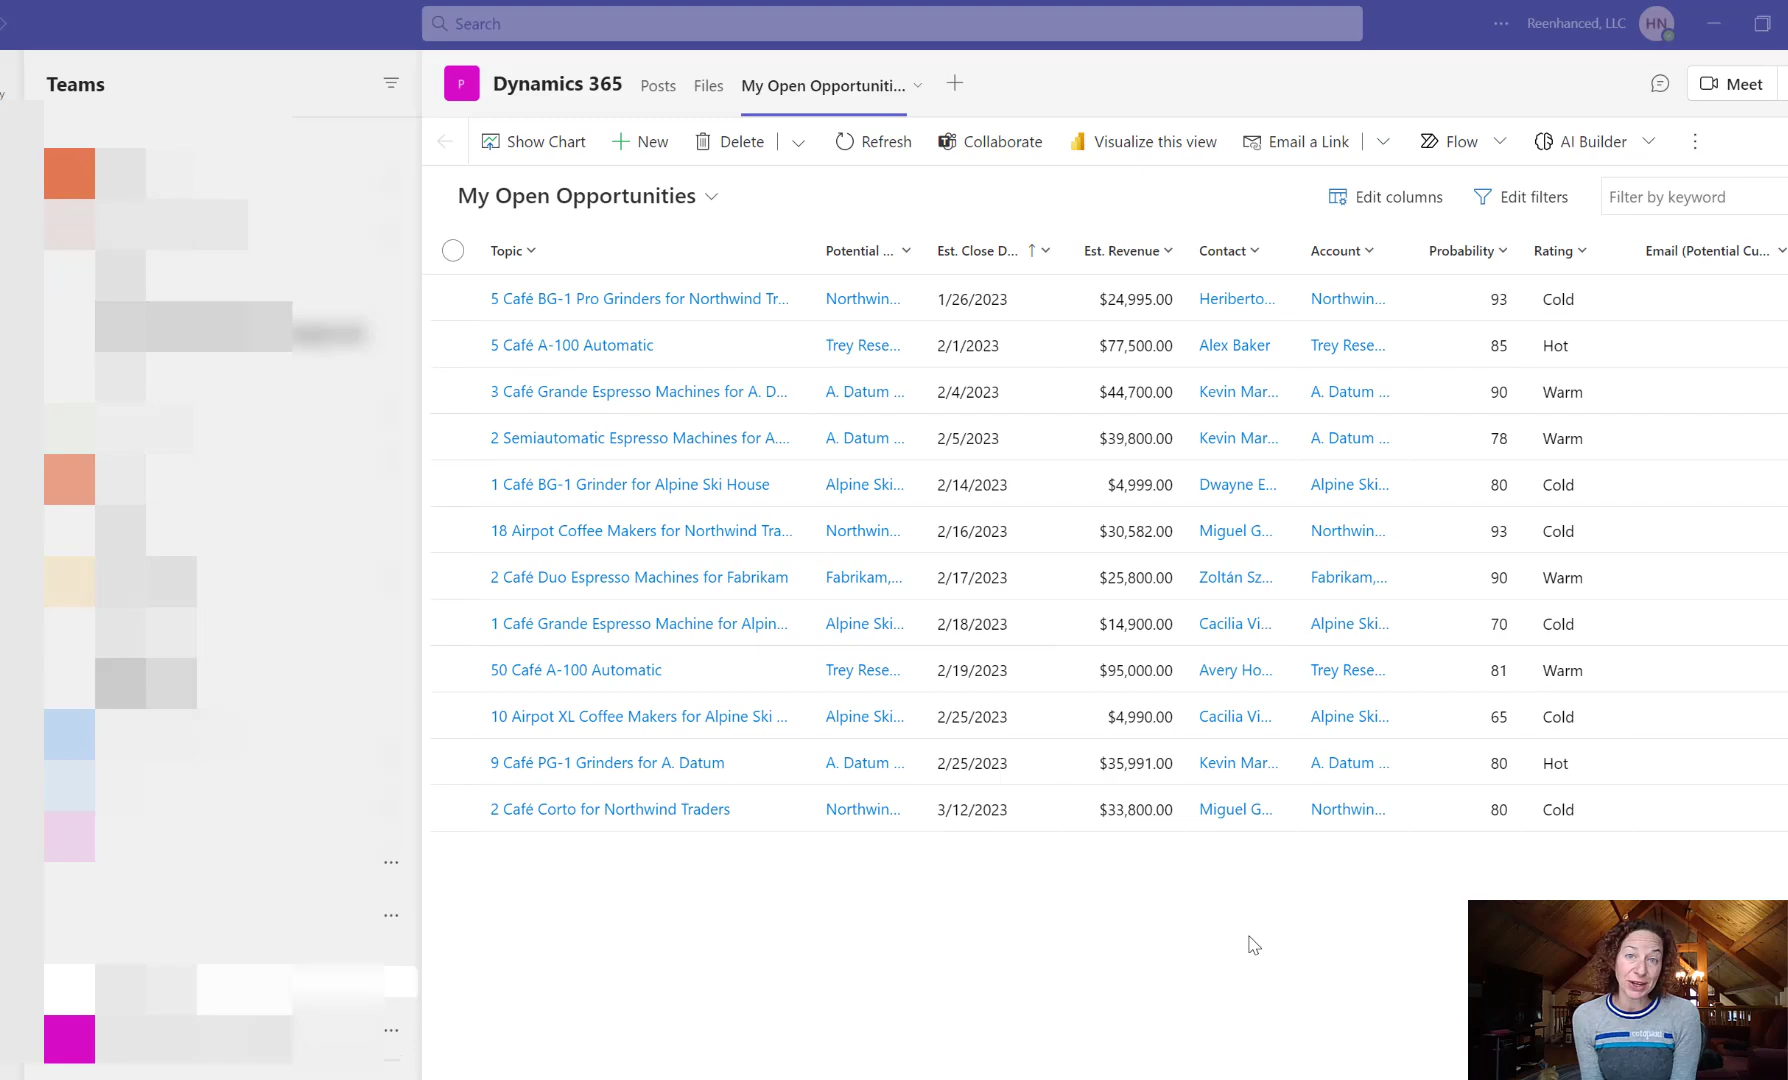 Search
... Reenhanced, LLC HN
Teams
P Dynamics 365 Posts Files My Open Opportuniti... Meet
Show Chart New Delete Refresh Collaborate Visualize this view Email a Link Flow AI Builder
My Open Opportunities Edit columns Edit filters Filter by keyword
Topic Potential ... Est. Close D... Est. Revenue Contact Account Probability Rating Email (Potential Cu...
5 Café BG-1 Pro Grinders for Northwind Tr... Northwin... 1/26/2023 $24,995.00 Heriberto... Northwin... 93 Cold
5 Café A-100 Automatic Trey Rese... 2/1/2023 $77,500.00 Alex Baker Trey Rese... 85 Hot
3 Café Grande Espresso Machines for A. D... A. Datum ... 2/4/2023 $44,700.00 Kevin Mar... A. Datum ... 90 Warm
2 Semiautomatic Espresso Machines for A.... A. Datum ... 2/5/2023 $39,800.00 Kevin Mar... A. Datum ... 78 Warm
1 Café BG-1 Grinder for Alpine Ski House Alpine Ski... 2/14/2023 $4,999.00 Dwayne E... Alpine Ski... 80 Cold
18 Airpot Coffee Makers for Northwind Tra... Northwin... 2/16/2023 $30,582.00 Miguel G... Northwin... 93 Cold
2 Café Duo Espresso Machines for Fabrikam Fabrikam,... 2/17/2023 $25,800.00 Zoltán Sz... Fabrikam,... 90 Warm
1 Café Grande Espresso Machine for Alpin... Alpine Ski... 2/18/2023 $14,900.00 Cacilia Vi... Alpine Ski... 70 Cold
50 Café A-100 Automatic Trey Rese... 2/19/2023 $95,000.00 Avery Ho... Trey Rese... 81 Warm
10 Airpot XL Coffee Makers for Alpine Ski ... Alpine Ski... 2/25/2023 $4,990.00 Cacilia Vi... Alpine Ski... 65 Cold
9 Café PG-1 Grinders for A. Datum A. Datum ... 2/25/2023 $35,991.00 Kevin Mar... A. Datum ... 80 Hot
2 Café Corto for Northwind Traders Northwin... 3/12/2023 $33,800.00 Miguel G... Northwin... 80 Cold